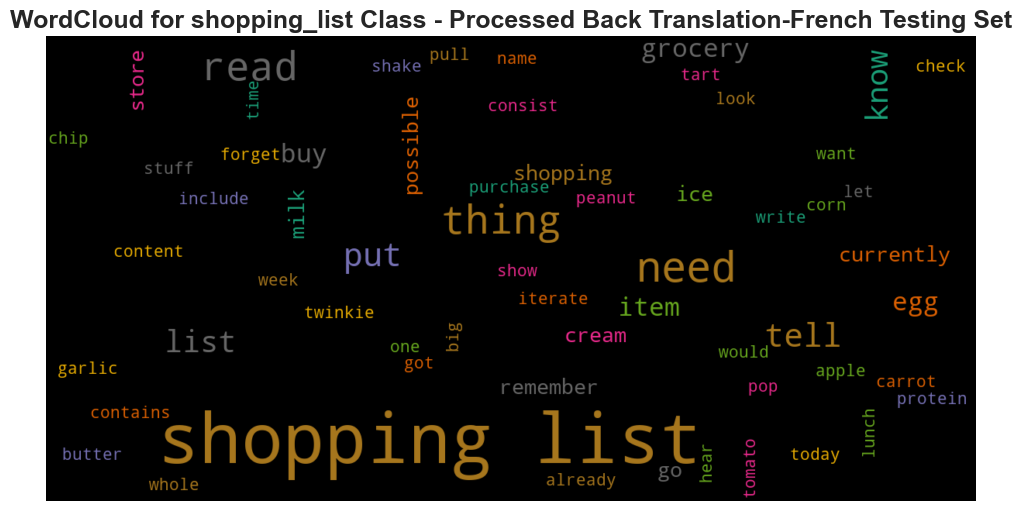 WordCloud for shopping_list Class - Processed Back Translation-French Testing Set
read
grocery
store
shake
pull
name
tart
know
check
time
look
consist
possible
chip
forget
buy
stuff
shopping
want
include
milk
purchase
peanut
ice
let
corn
write
thing
content
put
show
need
currently
week
iterate
item
egg
twinkie
list
big
cream
tell
one
got
would
garlic
remember
pop
apple
carrot
protein
contains
shopping list
lunch
butter
hear
tomato
today
whole
already
go